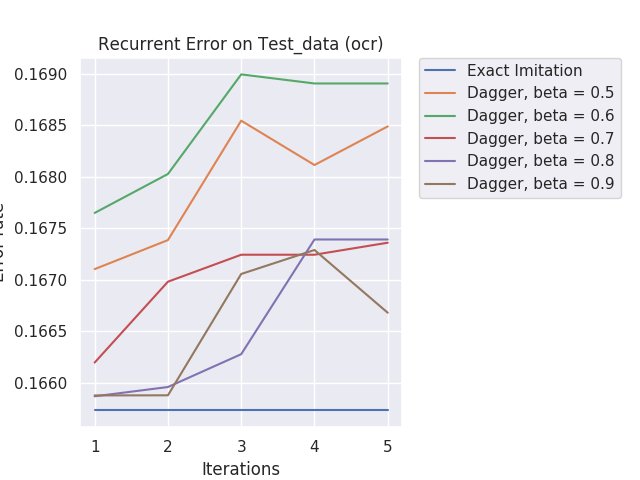 Recurrent Error on Test_data (ocr)
0.1690
0.1685
0.1680
0.1675
0.1670
0.1665
0.1660
1 2 3 4 5
Iterations
Exact Imitation
Dagger, beta = 0.5
Dagger, beta = 0.6
Dagger, beta = 0.7
Dagger, beta = 0.8
Dagger, beta = 0.9